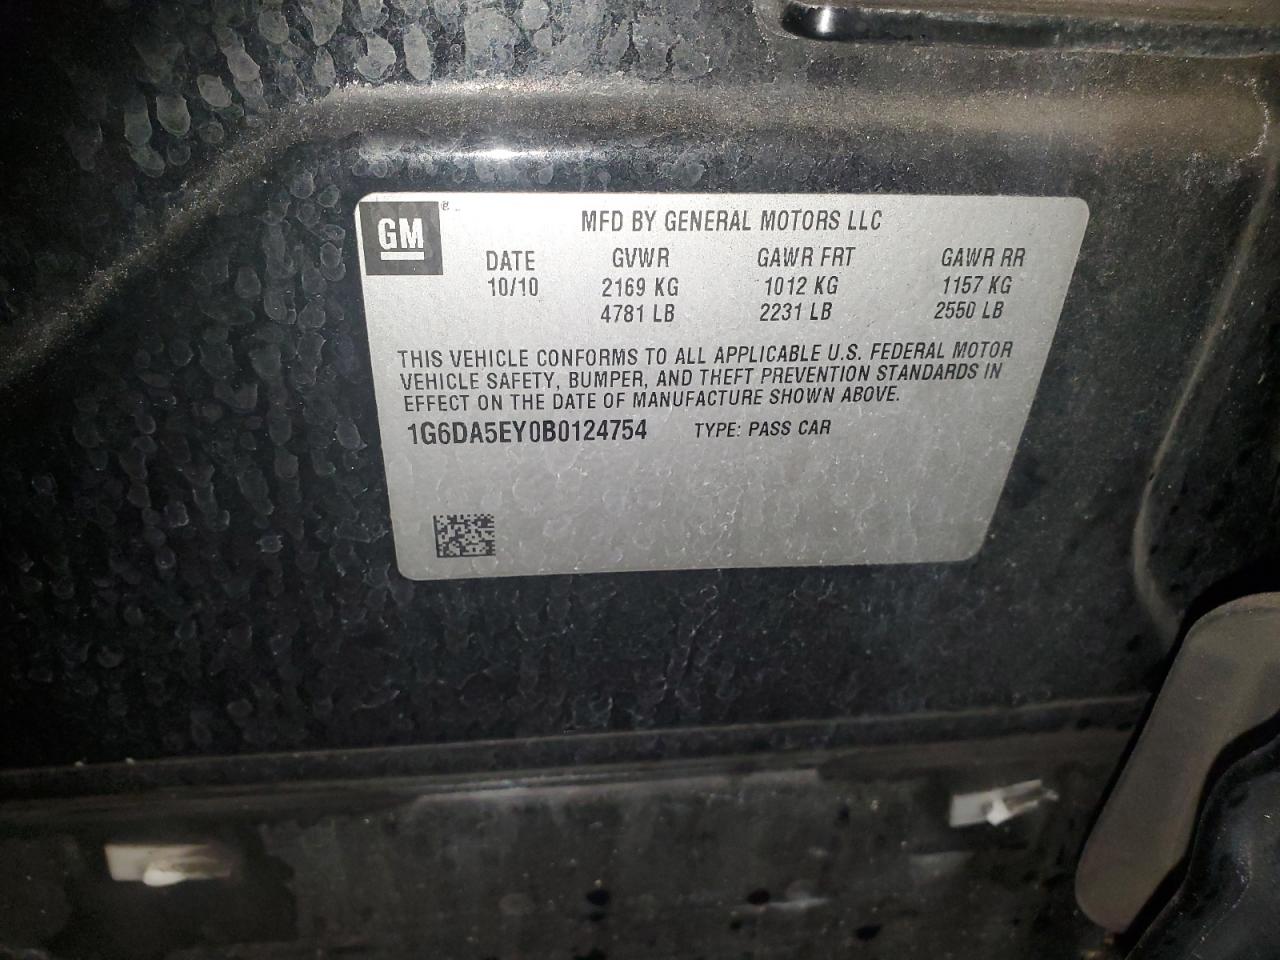 GM
MFD BY GENERAL MOTORS LLC
DATE GVWR GAWR FRT GAWR RR
10/10 2169 KG 1012 KG 1157 KG
4781 LB 2231 LB 2550 LB
THIS VEHICLE CONFORMS TO ALL APPLICABLE U.S. FEDERAL MOTOR
VEHICLE SAFETY, BUMPER, AND THEFT PREVENTION STANDARDS IN
EFFECT ON THE DATE OF MANUFACTURE SHOWN ABOVE.
1G6DA5EY0B0124754 TYPE: PASS CAR